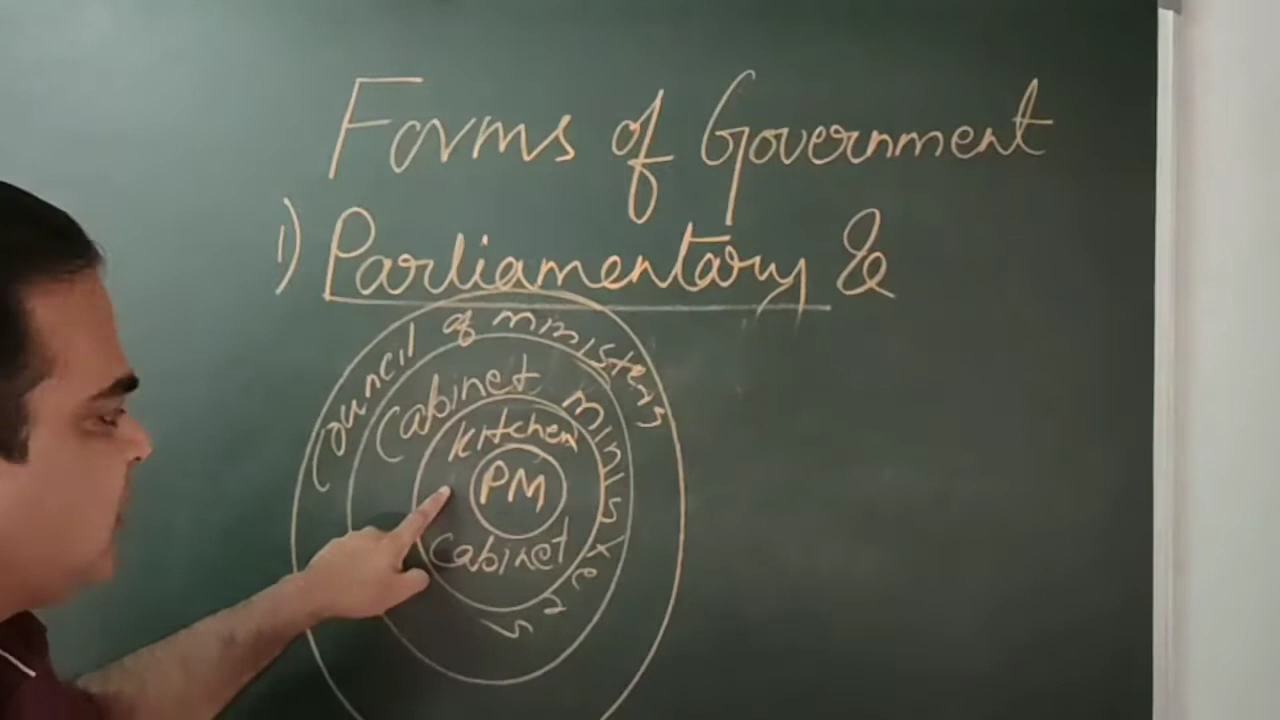 Forms of Government
1) Parliamentary &
Council of ministers
Cabinet ministers
Kitchen
PM
cabinet